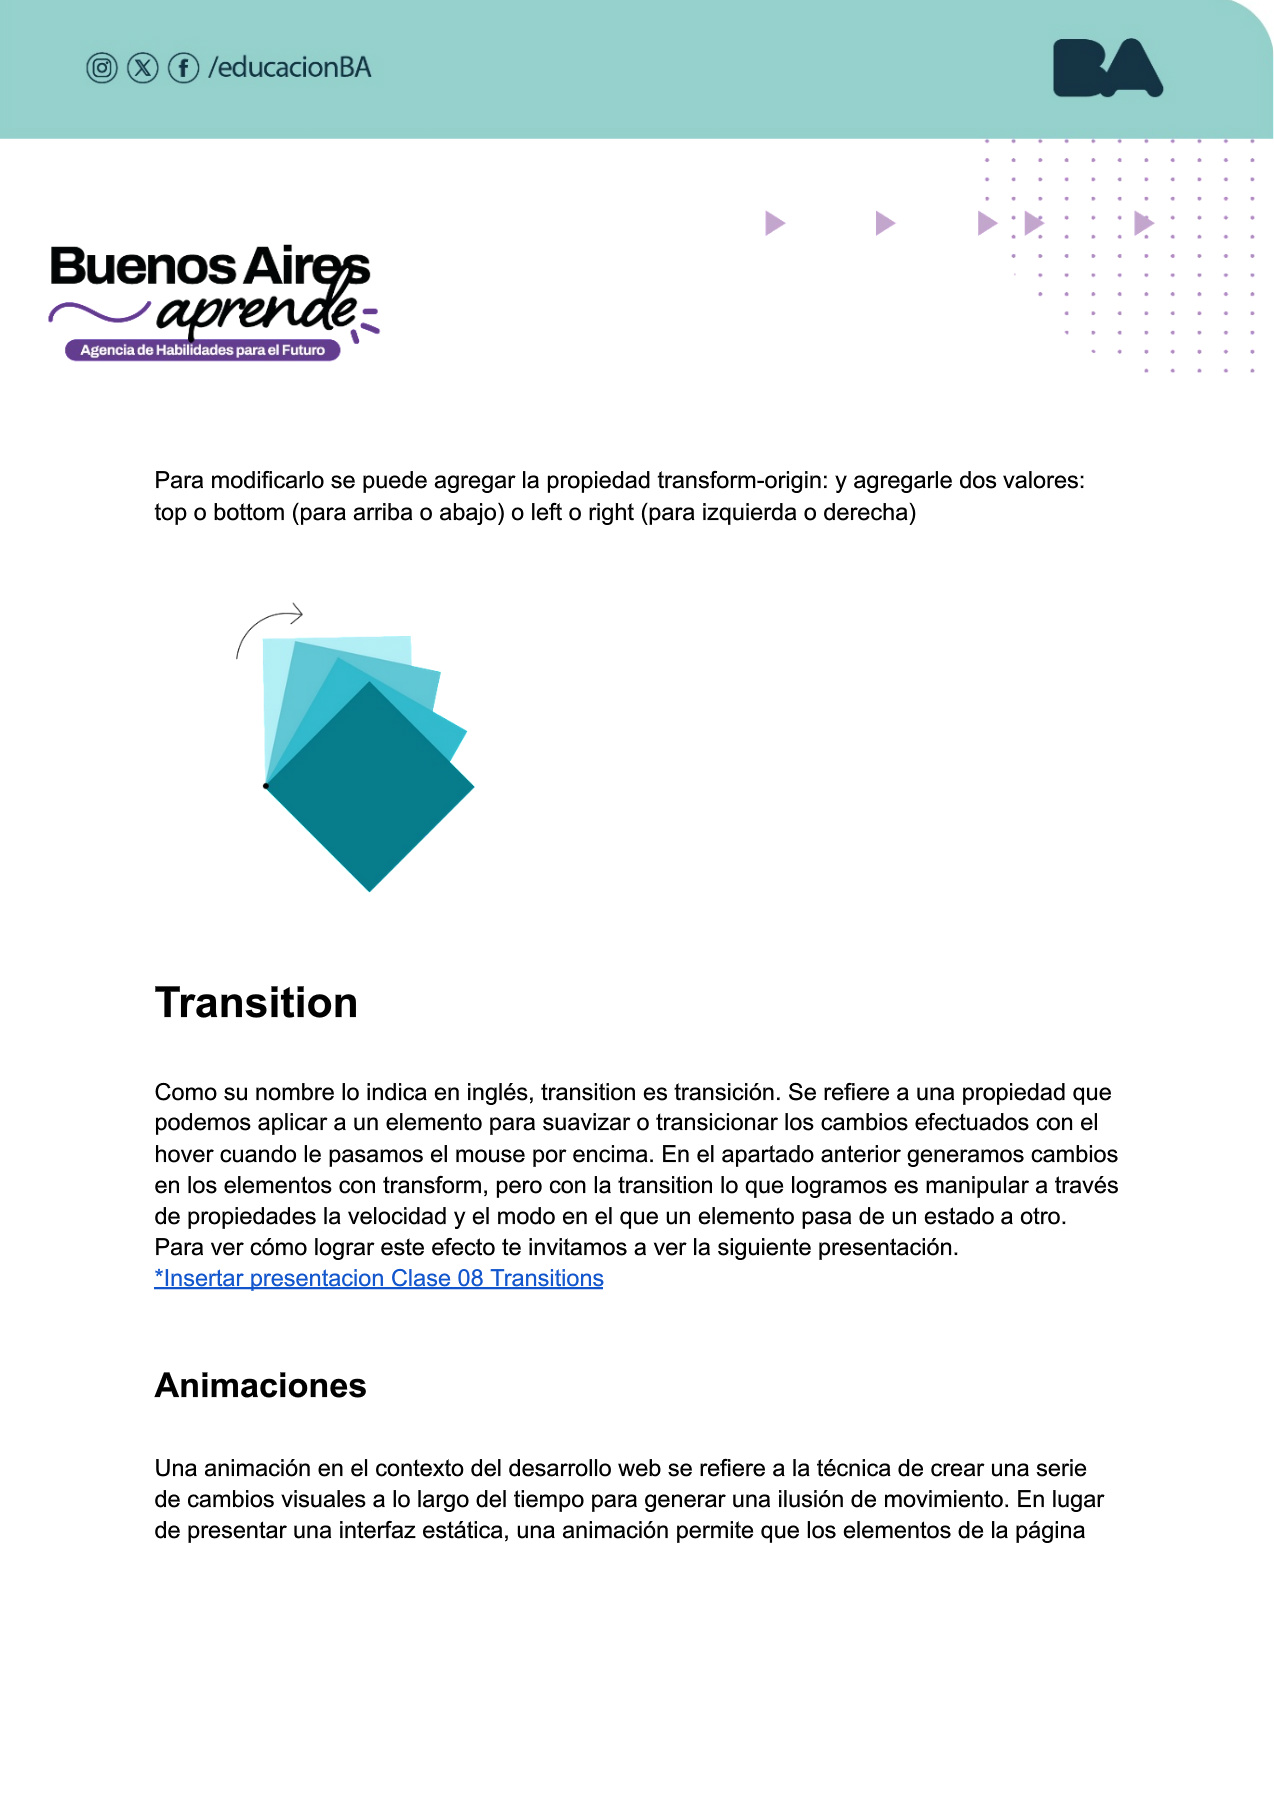 /educacionBA
BA
Buenos Aires
aprende
Agencia de Habilidades para el Futuro
Para modificarlo se puede agregar la propiedad transform-origin: y agregarle dos valores:
top o bottom (para arriba o abajo) o left o right (para izquierda o derecha)
Transition
Como su nombre lo indica en inglés, transition es transición. Se refiere a una propiedad que
podemos aplicar a un elemento para suavizar o transicionar los cambios efectuados con el
hover cuando le pasamos el mouse por encima. En el apartado anterior generamos cambios
en los elementos con transform, pero con la transition lo que logramos es manipular a través
de propiedades la velocidad y el modo en el que un elemento pasa de un estado a otro.
Para ver cómo lograr este efecto te invitamos a ver la siguiente presentación.
*Insertar presentacion Clase 08 Transitions
Animaciones
Una animación en el contexto del desarrollo web se refiere a la técnica de crear una serie
de cambios visuales a lo largo del tiempo para generar una ilusión de movimiento. En lugar
de presentar una interfaz estática, una animación permite que los elementos de la página